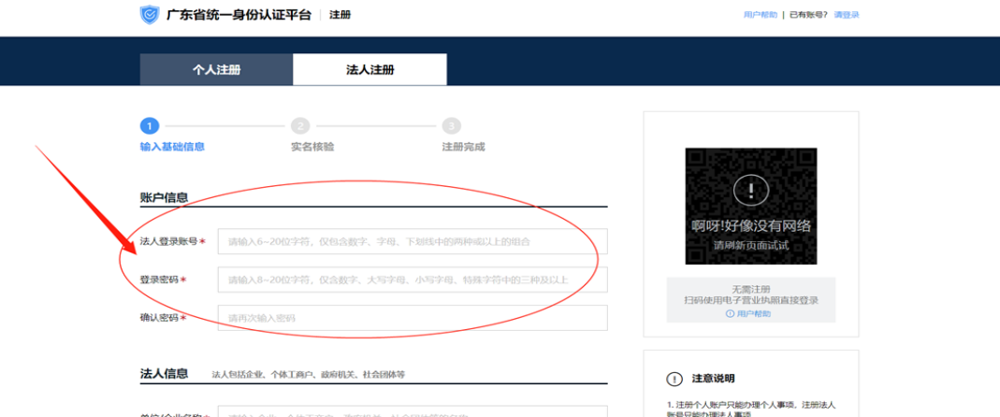 广东省统一身份认证平台 | 注册
用户帮助 | 已有账号? 请登录
个人注册 法人注册
1 2 3
输入基础信息 实名核验 注册完成
账户信息
法人登录账号* 请输入6-20位字符，仅包含数字、字母、下划线中的两种或以上的组合
登录密码* 请输入8-20位字符，仅含数字、大写字母、小写字母、特殊字符中的三种及以上
确认密码* 请再次输入密码
法人信息 法人包括企业、个体工商户、政府机关、社会团体等
啊呀!好像没有网络
请刷新页面试试
无需注册
扫码使用电子营业执照直接登录
用户帮助
注意说明
1. 注册个人账户只能办理个人事项，注册法人
账号只能办理法人事项